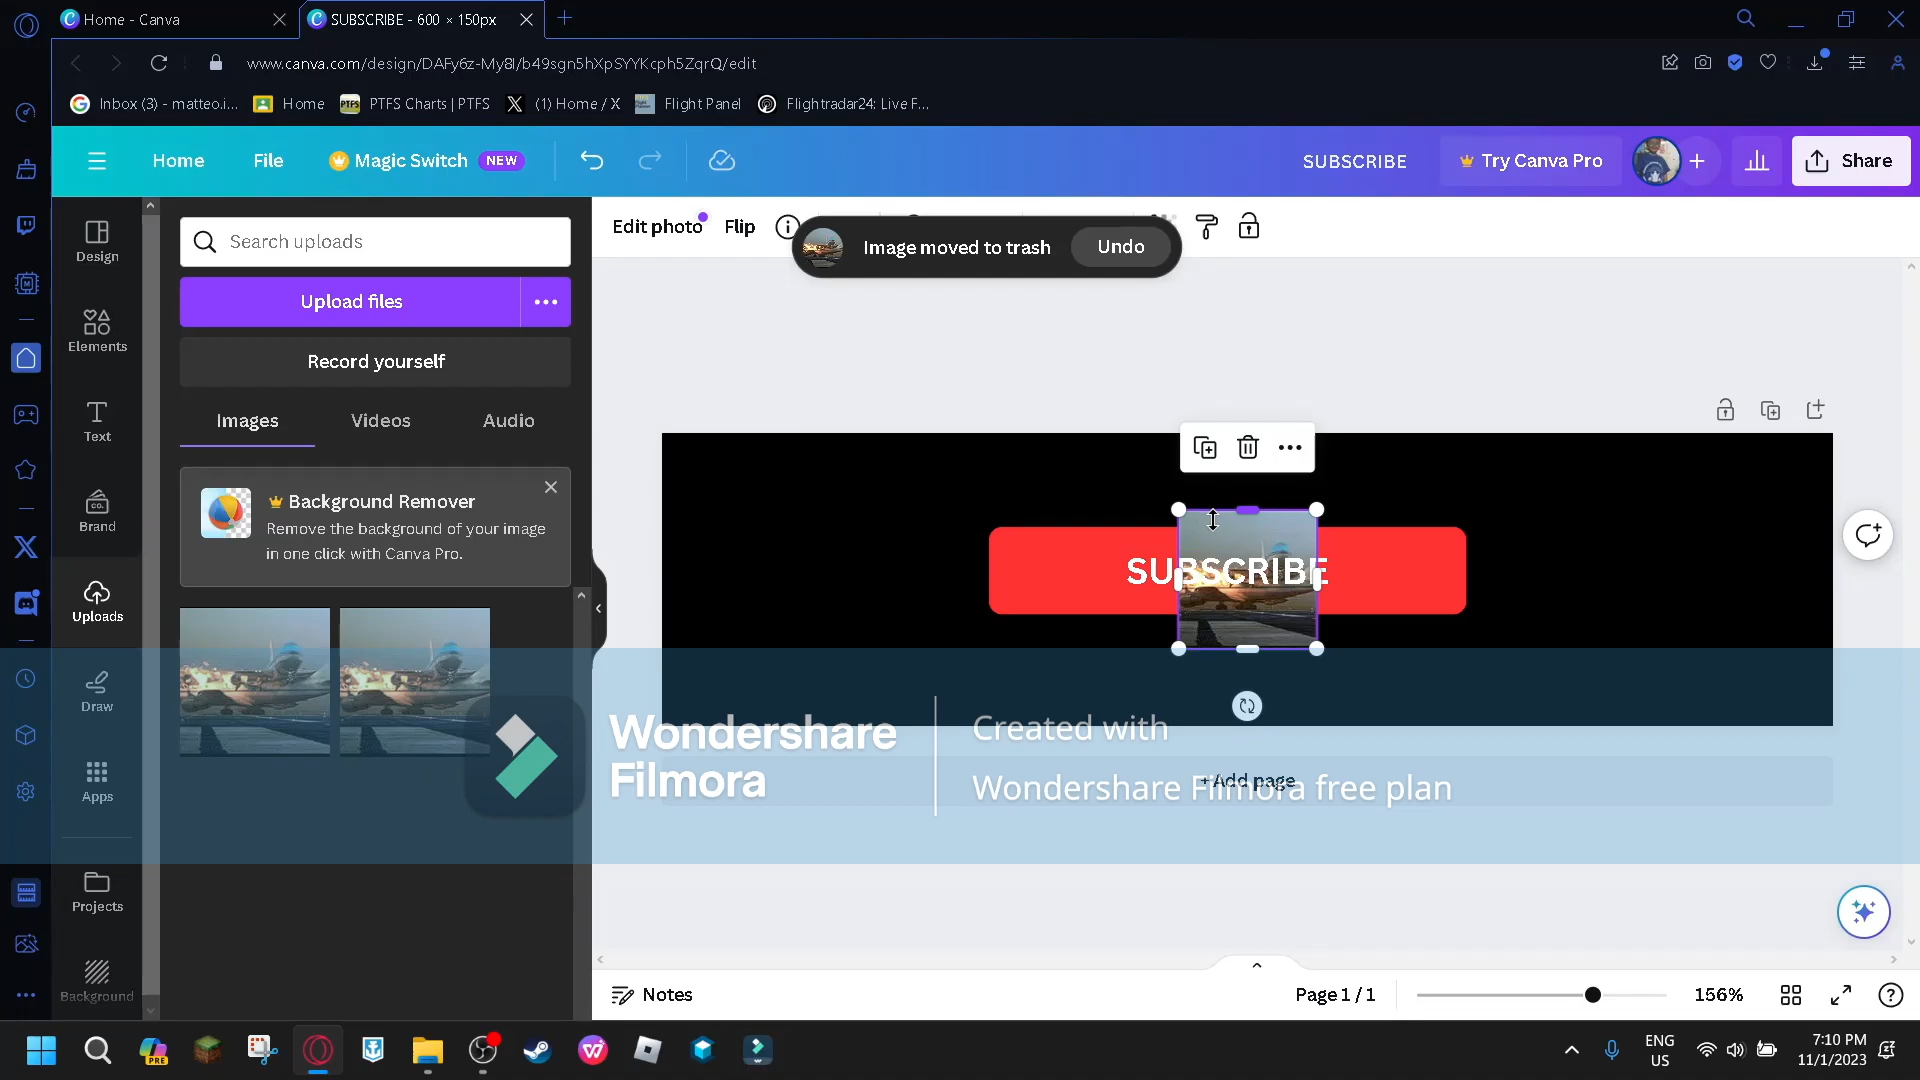 Home - Canva
SUBSCRIBE - 600 × 150px
www.canva.com/design/DAFy6z-My8I/b49sgn5hXpSYYKcph5ZqrQ/edit
Inbox (3) - matteo.i...
Home
PTFS Charts | PTFS
(1) Home / X
Flight Panel
Flightradar24: Live F...
Home
File
Magic Switch
NEW
SUBSCRIBE
Try Canva Pro
Share
Design
Elements
Text
Brand
Uploads
Draw
Apps
Projects
Background
Search uploads
Upload files
Record yourself
Images
Videos
Audio
Background Remover
Remove the background of your image
in one click with Canva Pro.
Edit photo
Flip
Image moved to trash
Undo
SUBSCRIBE
Wondershare
Filmora
Created with
Wondershare Filmora free plan
+ Add page
Notes
Page 1 / 1
156%
PRE
ENG
US
7:10 PM
11/1/2023